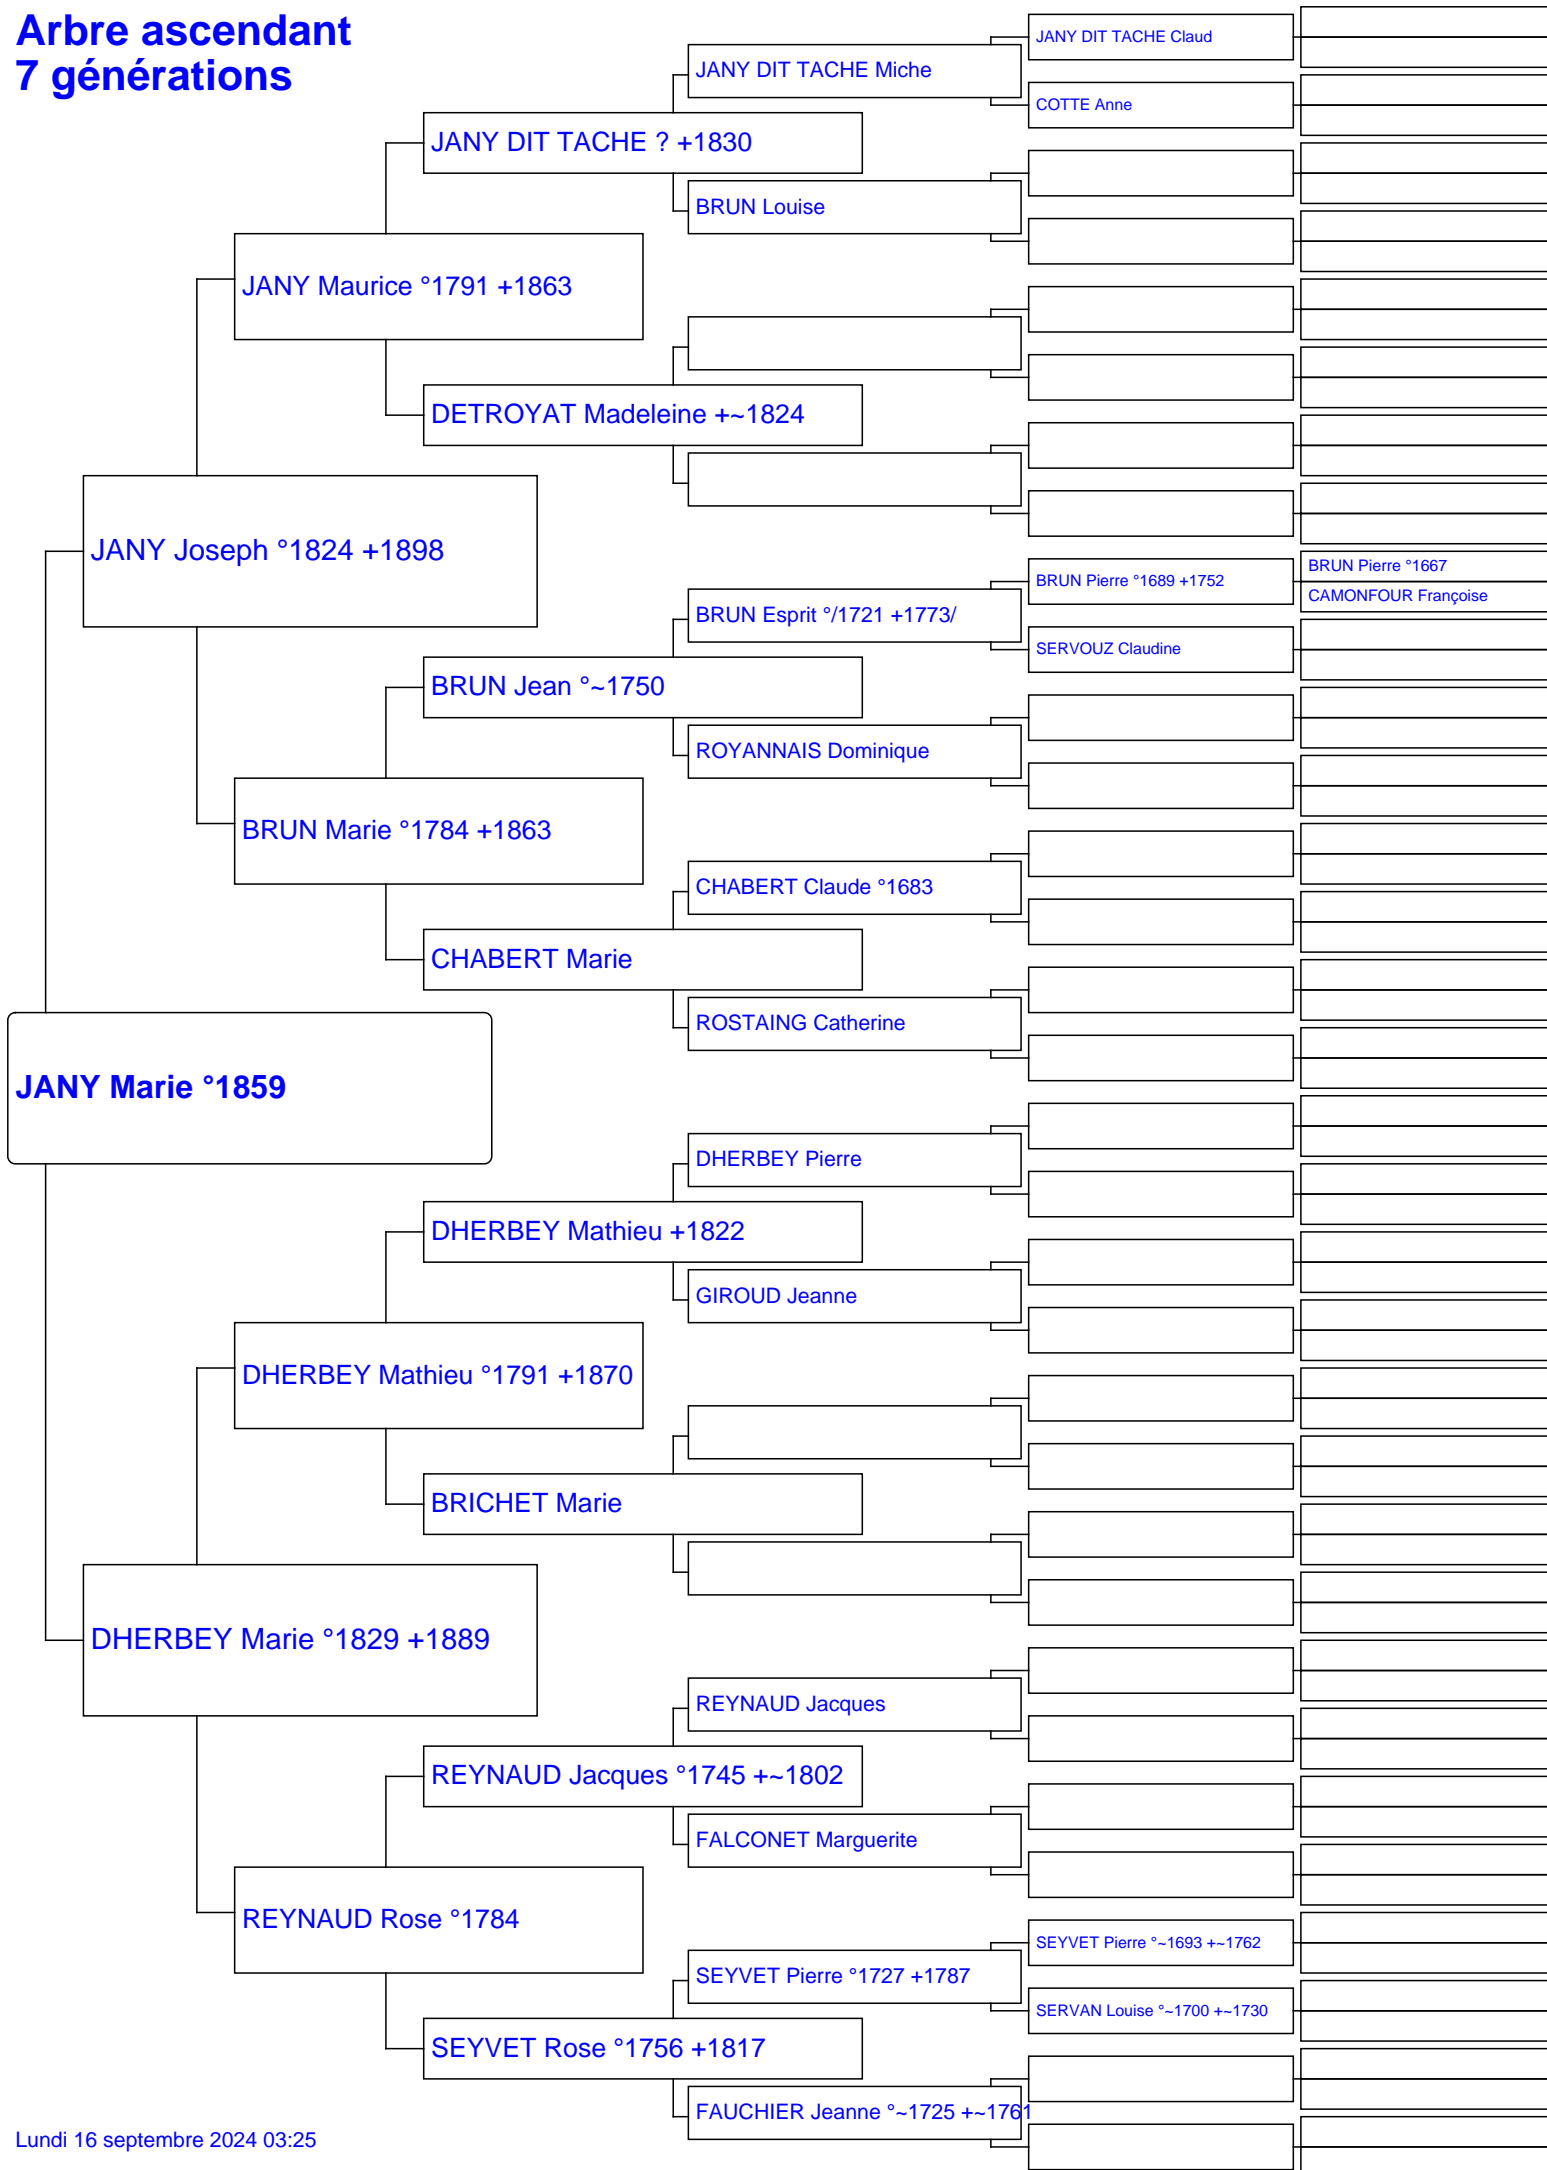 Arbre ascendant
7 générations
JANY DIT TACHE Claud
JANY DIT TACHE Miche
COTTE Anne
JANY DIT TACHE ? +1830
BRUN Louise
JANY Maurice °1791 +1863
DETROYAT Madeleine +~1824
JANY Joseph °1824 +1898
BRUN Pierre °1667
BRUN Pierre °1689 +1752
CAMONFOUR Françoise
BRUN Esprit °/1721 +1773/
SERVOUZ Claudine
BRUN Jean °~1750
ROYANNAIS Dominique
BRUN Marie °1784 +1863
CHABERT Claude °1683
CHABERT Marie
ROSTAING Catherine
JANY Marie °1859
DHERBEY Pierre
DHERBEY Mathieu +1822
GIROUD Jeanne
DHERBEY Mathieu °1791 +1870
BRICHET Marie
DHERBEY Marie °1829 +1889
REYNAUD Jacques
REYNAUD Jacques °1745 +~1802
FALCONET Marguerite
REYNAUD Rose °1784
SEYVET Pierre °~1693 +~1762
SEYVET Pierre °1727 +1787
SERVAN Louise °~1700 +~1730
SEYVET Rose °1756 +1817
FAUCHIER Jeanne °~1725 +~1761
Lundi 16 septembre 2024 03:25